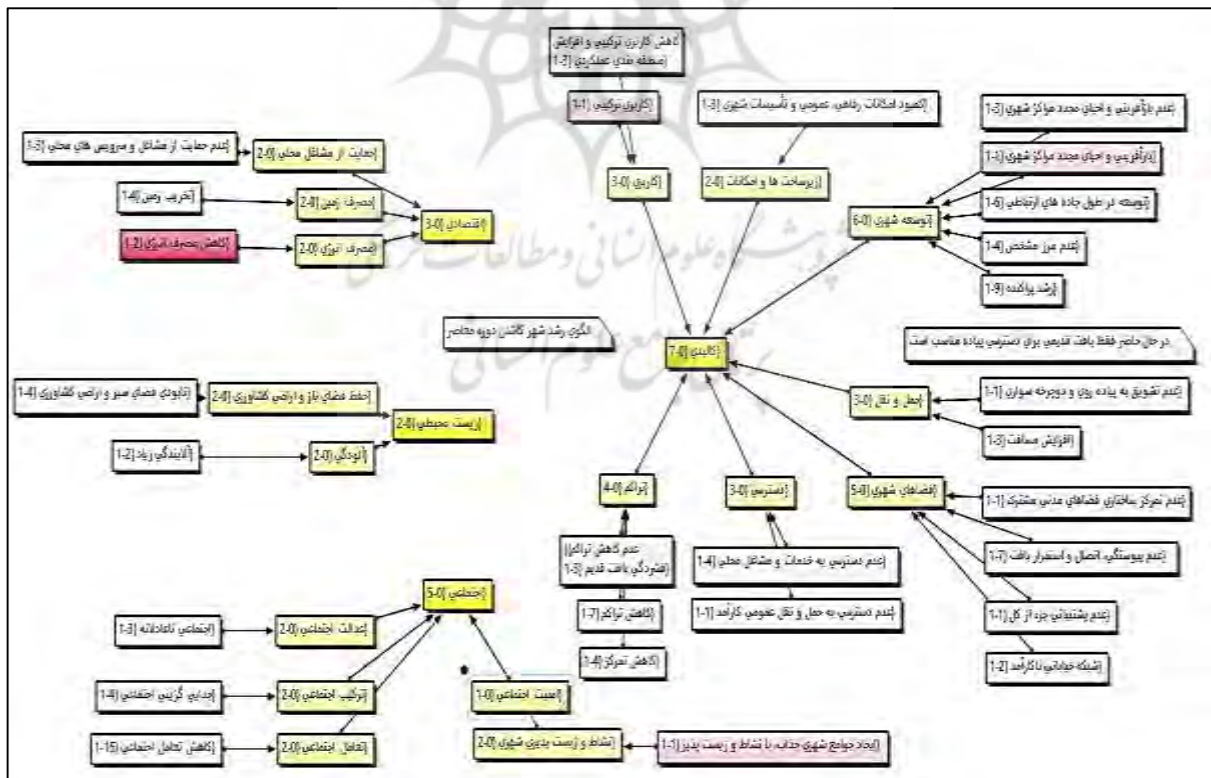 کاهش کاربری ترکیبی و افزایش
منطقه بندی عملکردی [2-1}
کاربری ترکیبی [1-1}
کمبود امکانات رفاهی، عمومی و تأسیسات شهری [3-1}
عدم بازآفرینی و احیای مجدد مراکز شهری [3-1}
بازآفرینی و احیای مجدد مراکز شهری [1-1}
توسعه در طول جاده های ارتباطی [6-1}
عدم مرز مشخص [4-1}
رشد پراکنده [9-1}
توسعه شهری [0-6}
زیرساخت ها و امکانات [0-2}
کاربری [0-3}
عدم حمایت از مشاغل و سرویس های محلی [3-1}
حمایت از مشاغل محلی [0-2}
تخریب زمین [6-1}
مصرف زمین [0-2}
کاهش مصرف انرژی [2-1}
مصرف انرژی [0-2}
اقتصادی [0-3}
پژوهشگاه علوم انسانی و مطالعات فرهنگی
پرتال جامع علوم انسانی
الگوی رشد شهر کاشان دوره معاصر
کالبدی [0-7}
در حال حاضر فقط بافت قدیمی برای دسترسی پیاده مناسب است
حمل و نقل [0-3}
عدم تشویق به پیاده روی و دوچرخه سواری [1-1}
افزایش مسافت [3-1}
نابودی فضای سبز و اراضی کشاورزی [4-1}
حفظ فضای باز و اراضی کشاورزی [0-2}
زیست محیطی [0-2}
آلایندگی زیاد [2-1}
آلودگی [0-2}
تراکم [0-4}
دسترسی [0-3}
فضاهای شهری [0-5}
عدم تمرکز ساختاری فضاهای مدنی مشترک [1-1}
عدم پیوستگی، اتصال و استقرار بافت [7-1}
عدم پشتیبانی جزء از کل [1-1}
شبکه خیابانی ناکارآمد [2-1}
عدم کاهش تراکم((
فشردگی بافت قدیم [3-1}
کاهش تراکم [7-1}
کاهش تمرکز [4-1}
عدم دسترسی به خدمات و مشاغل محلی [4-1}
عدم دسترسی به حمل و نقل عمومی کارآمد [1-1}
اجتماعی [0-5}
اجتماعی ناعادلانه [3-1}
عدالت اجتماعی [0-2}
جدایی گزینی اجتماعی [4-1}
ترکیب اجتماعی [0-2}
کاهش تعامل اجتماعی [15-1}
تعامل اجتماعی [0-2}
امنیت اجتماعی [0-1}
نشاط و زیست پذیری شهری [0-2}
ایجاد جوامع شهری جذاب، با نشاط و زیست پذیر [1-1}